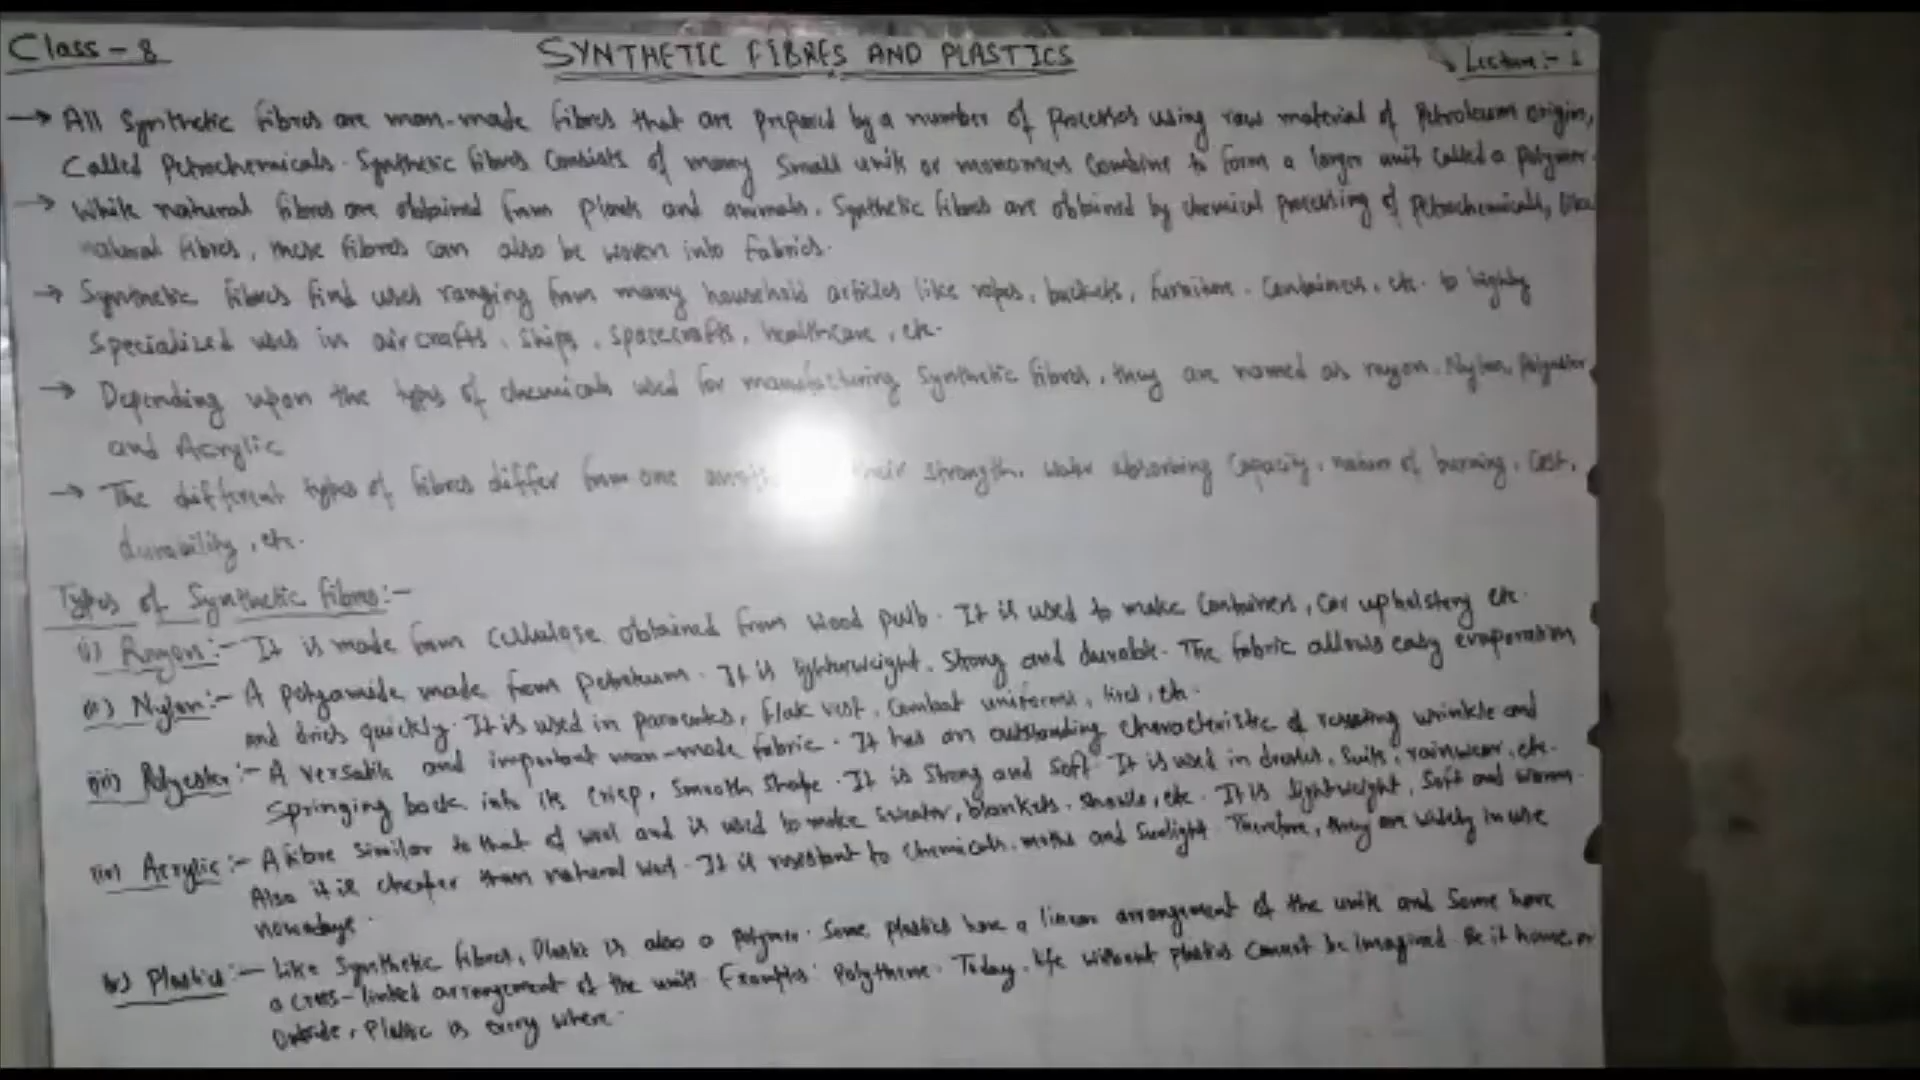 Class - 8
SYNTHETIC FIBRES AND PLASTICS
Lecture :- 1
→ All Synthetic fibres are man-made fibres that are prepared by a number of processes using raw material of Petroleum origin,
Called Petrochemicals. Synthetic fibres Consists of many Small units or monomers Combine to form a larger unit Called a polymer.
→ While natural fibres are obtained from plants and animals. Synthetic fibres are obtained by chemical processing of Petrochemicals, like
natural fibres, these fibres can also be woven into fabrics.
→ Synthetic fibres find uses ranging from many household articles like ropes, buckets, furniture, Containers, etc. to highly
Specialized uses in aircrafts, ships, spacecrafts, healthcare, etc.
→ Depending upon the types of chemicals used for manufacturing Synthetic fibres, they are named as rayon, Nylon, Polyester
and Acrylic
→ The different types of fibres differ from one their strength, water absorbing Capacity, nature of burning, Cost,
durability, etc.
Types of Synthetic fibres:-
(i) Rayon:- It is made from Cellulose obtained from wood pulb. It is used to make Containers, Car upholstery etc.
(ii) Nylon:- A polyamide made from petroleum. It is lightweight, Strong and durable. The fabric allows easy evaporation
and dries quickly. It is used in parachutes, flak vest, Combat uniforms, tires, etc.
(iii) Polyester:- A versatile and important man-made fabric. It has an outstanding characteristic of resisting wrinkle and
Springing back into its Crisp, Smooth Shape. It is Strong and Soft. It is used in dresses, Suits, rainwear, etc.
(iv) Acrylic:- A fibre similar to that of wool and is used to make Sweater, blankets, Shawls, etc. It is lightweight, Soft and warm.
Also it is cheaper than natural wool. It is resistant to Chemicals, moths and Sunlight. Therefore, they are widely in use
nowadays.
(v) Plastics:- Like Synthetic fibres, Plastic is also a polymer. Some plastics have a linear arrangement of the units and Some have
a cross-linked arrangement of the units. Examples: Polythene. Today, life without plastics Cannot be imagined. Be it home or
Outside, Plastic is every where.